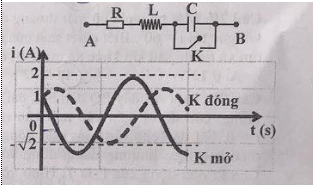 R L C
A K B
i (A)
2
1
K đóng
0
t (s)
-√2
K mở